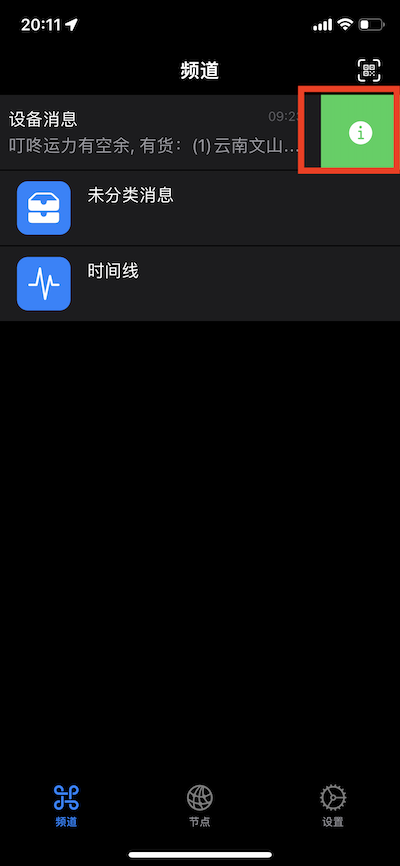 20:11
频道
设备消息
09:23
叮咚运力有空余, 有货：(1)云南文山...
未分类消息
时间线
频道
节点
设置